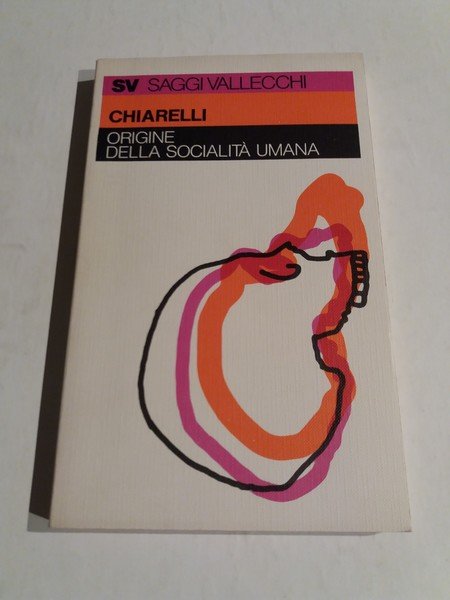 SV SAGGI VALLECCHI
CHIARELLI
ORIGINE
DELLA SOCIALITÀ UMANA